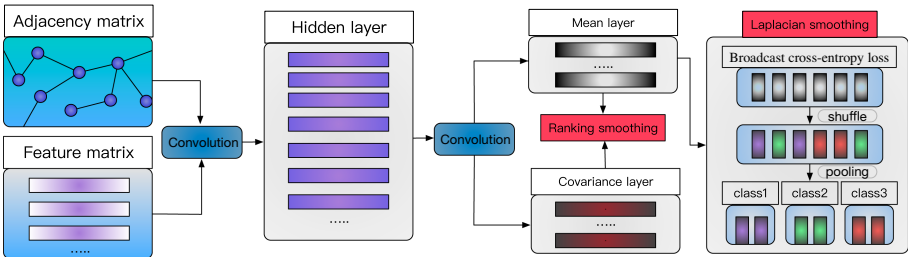 Adjacency matrix
Feature matrix
.....
Convolution
Hidden layer
.....
Convolution
Mean layer
.....
Ranking smoothing
Covariance layer
.....
Laplacian smoothing
Broadcast cross-entropy loss
shuffle
pooling
class1
class2
class3